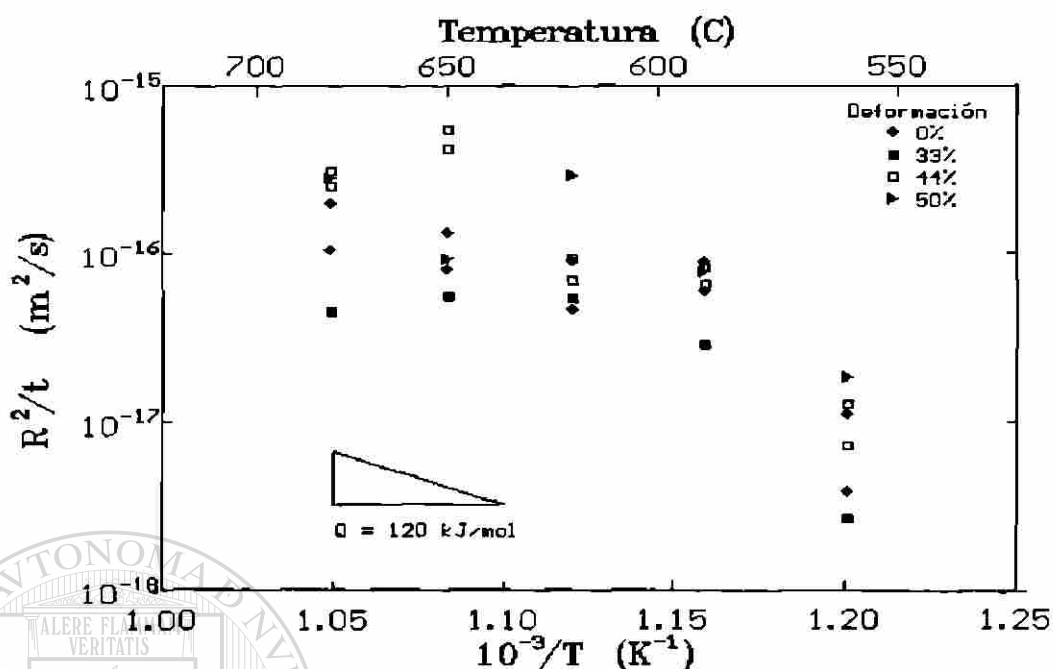 Temperatura (C)
700 650 600 550
Deformación
0%
33%
44%
50%
R²/t (m²/s)
10⁻¹⁵
10⁻¹⁶
10⁻¹⁷
10⁻¹⁸
Q = 120 kJ/mol
1.00 1.05 1.10 1.15 1.20 1.25
10⁻³/T (K⁻¹)
ALERE FLAMMAM
VERITATIS